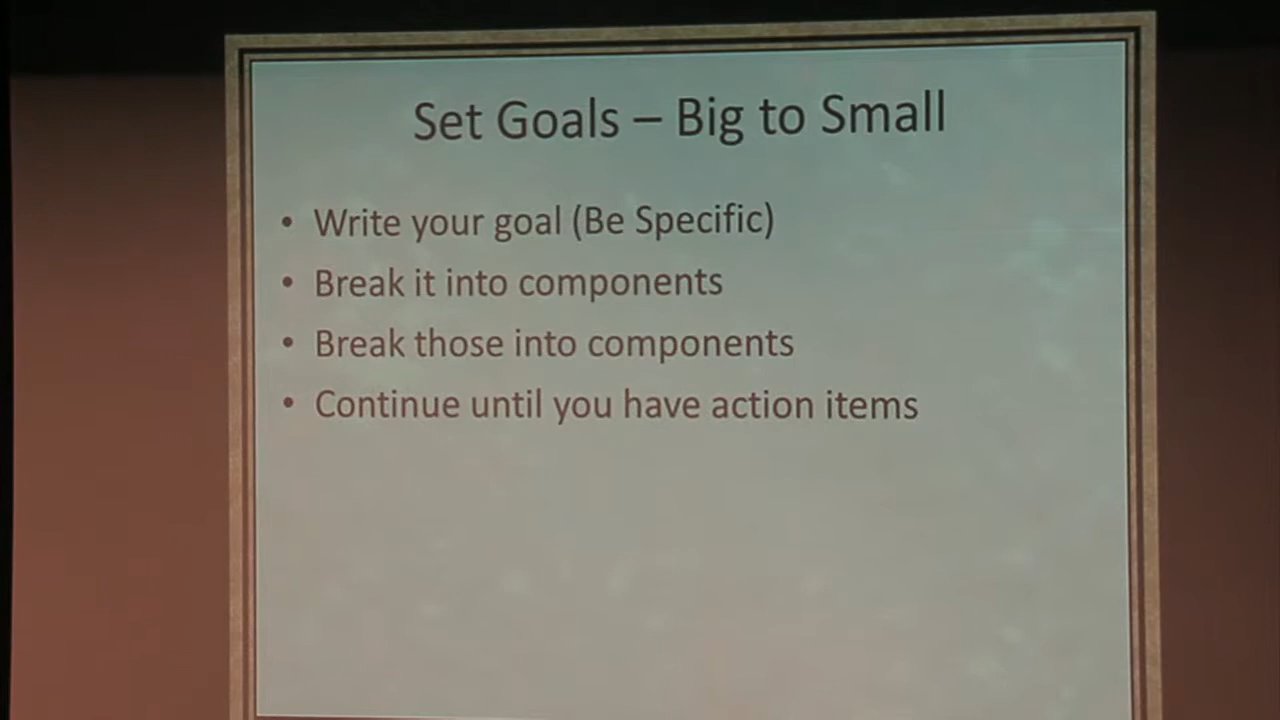 Set Goals – Big to Small
• Write your goal (Be Specific)
• Break it into components
• Break those into components
• Continue until you have action items